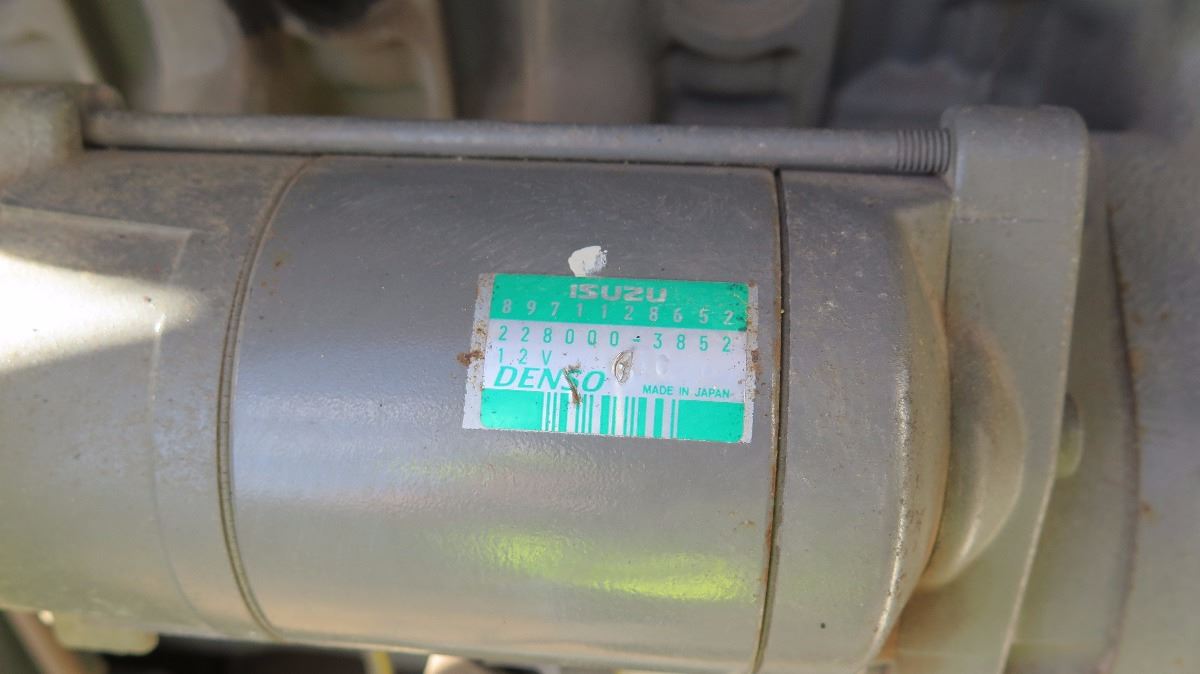 ISUZU
8971128652
228000-3852
12V
DENSO
MADE IN JAPAN